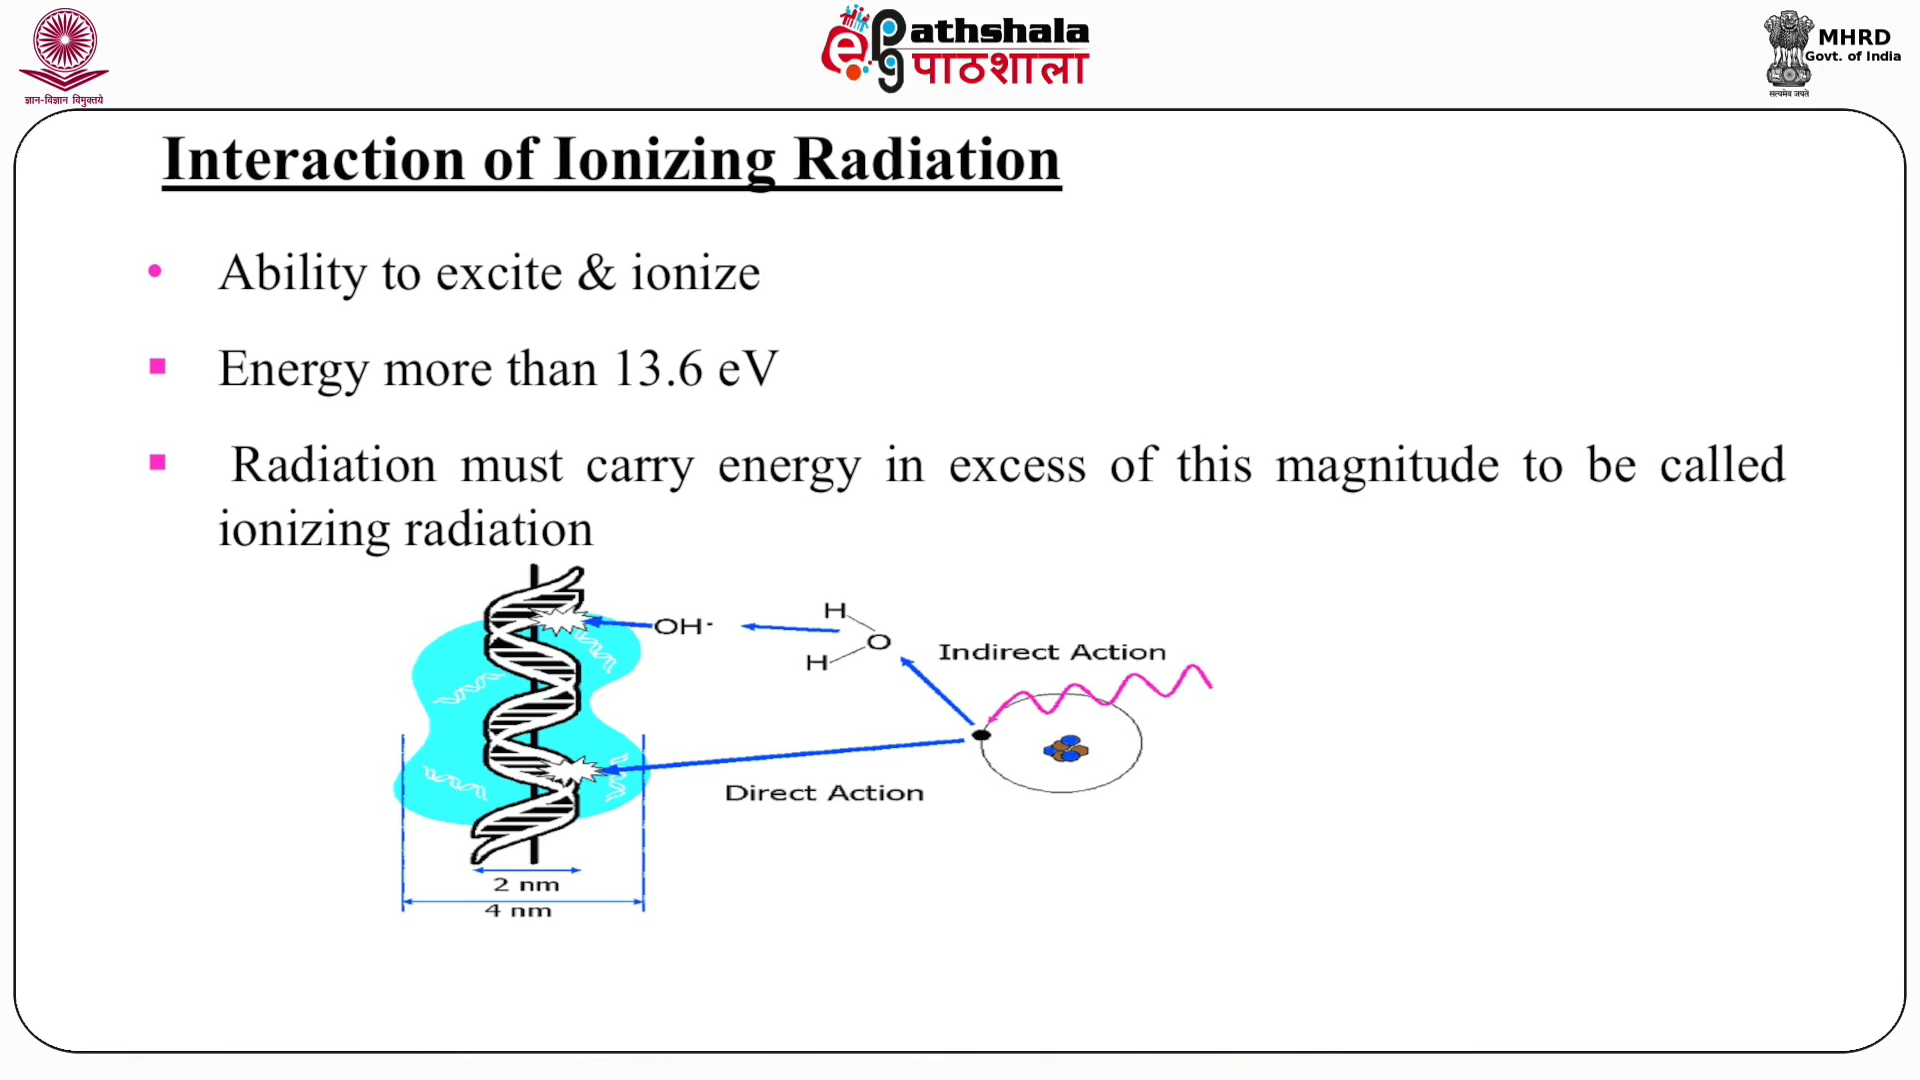 ज्ञान-विज्ञान विमुक्तये
ePathshala
पाठशाला
MHRD
Govt. of India
सत्यमेव जयते
Interaction of Ionizing Radiation
• Ability to excite & ionize
▪ Energy more than 13.6 eV
▪ Radiation must carry energy in excess of this magnitude to be called
ionizing radiation
H
OH·
O
H
Indirect Action
Direct Action
2 nm
4 nm